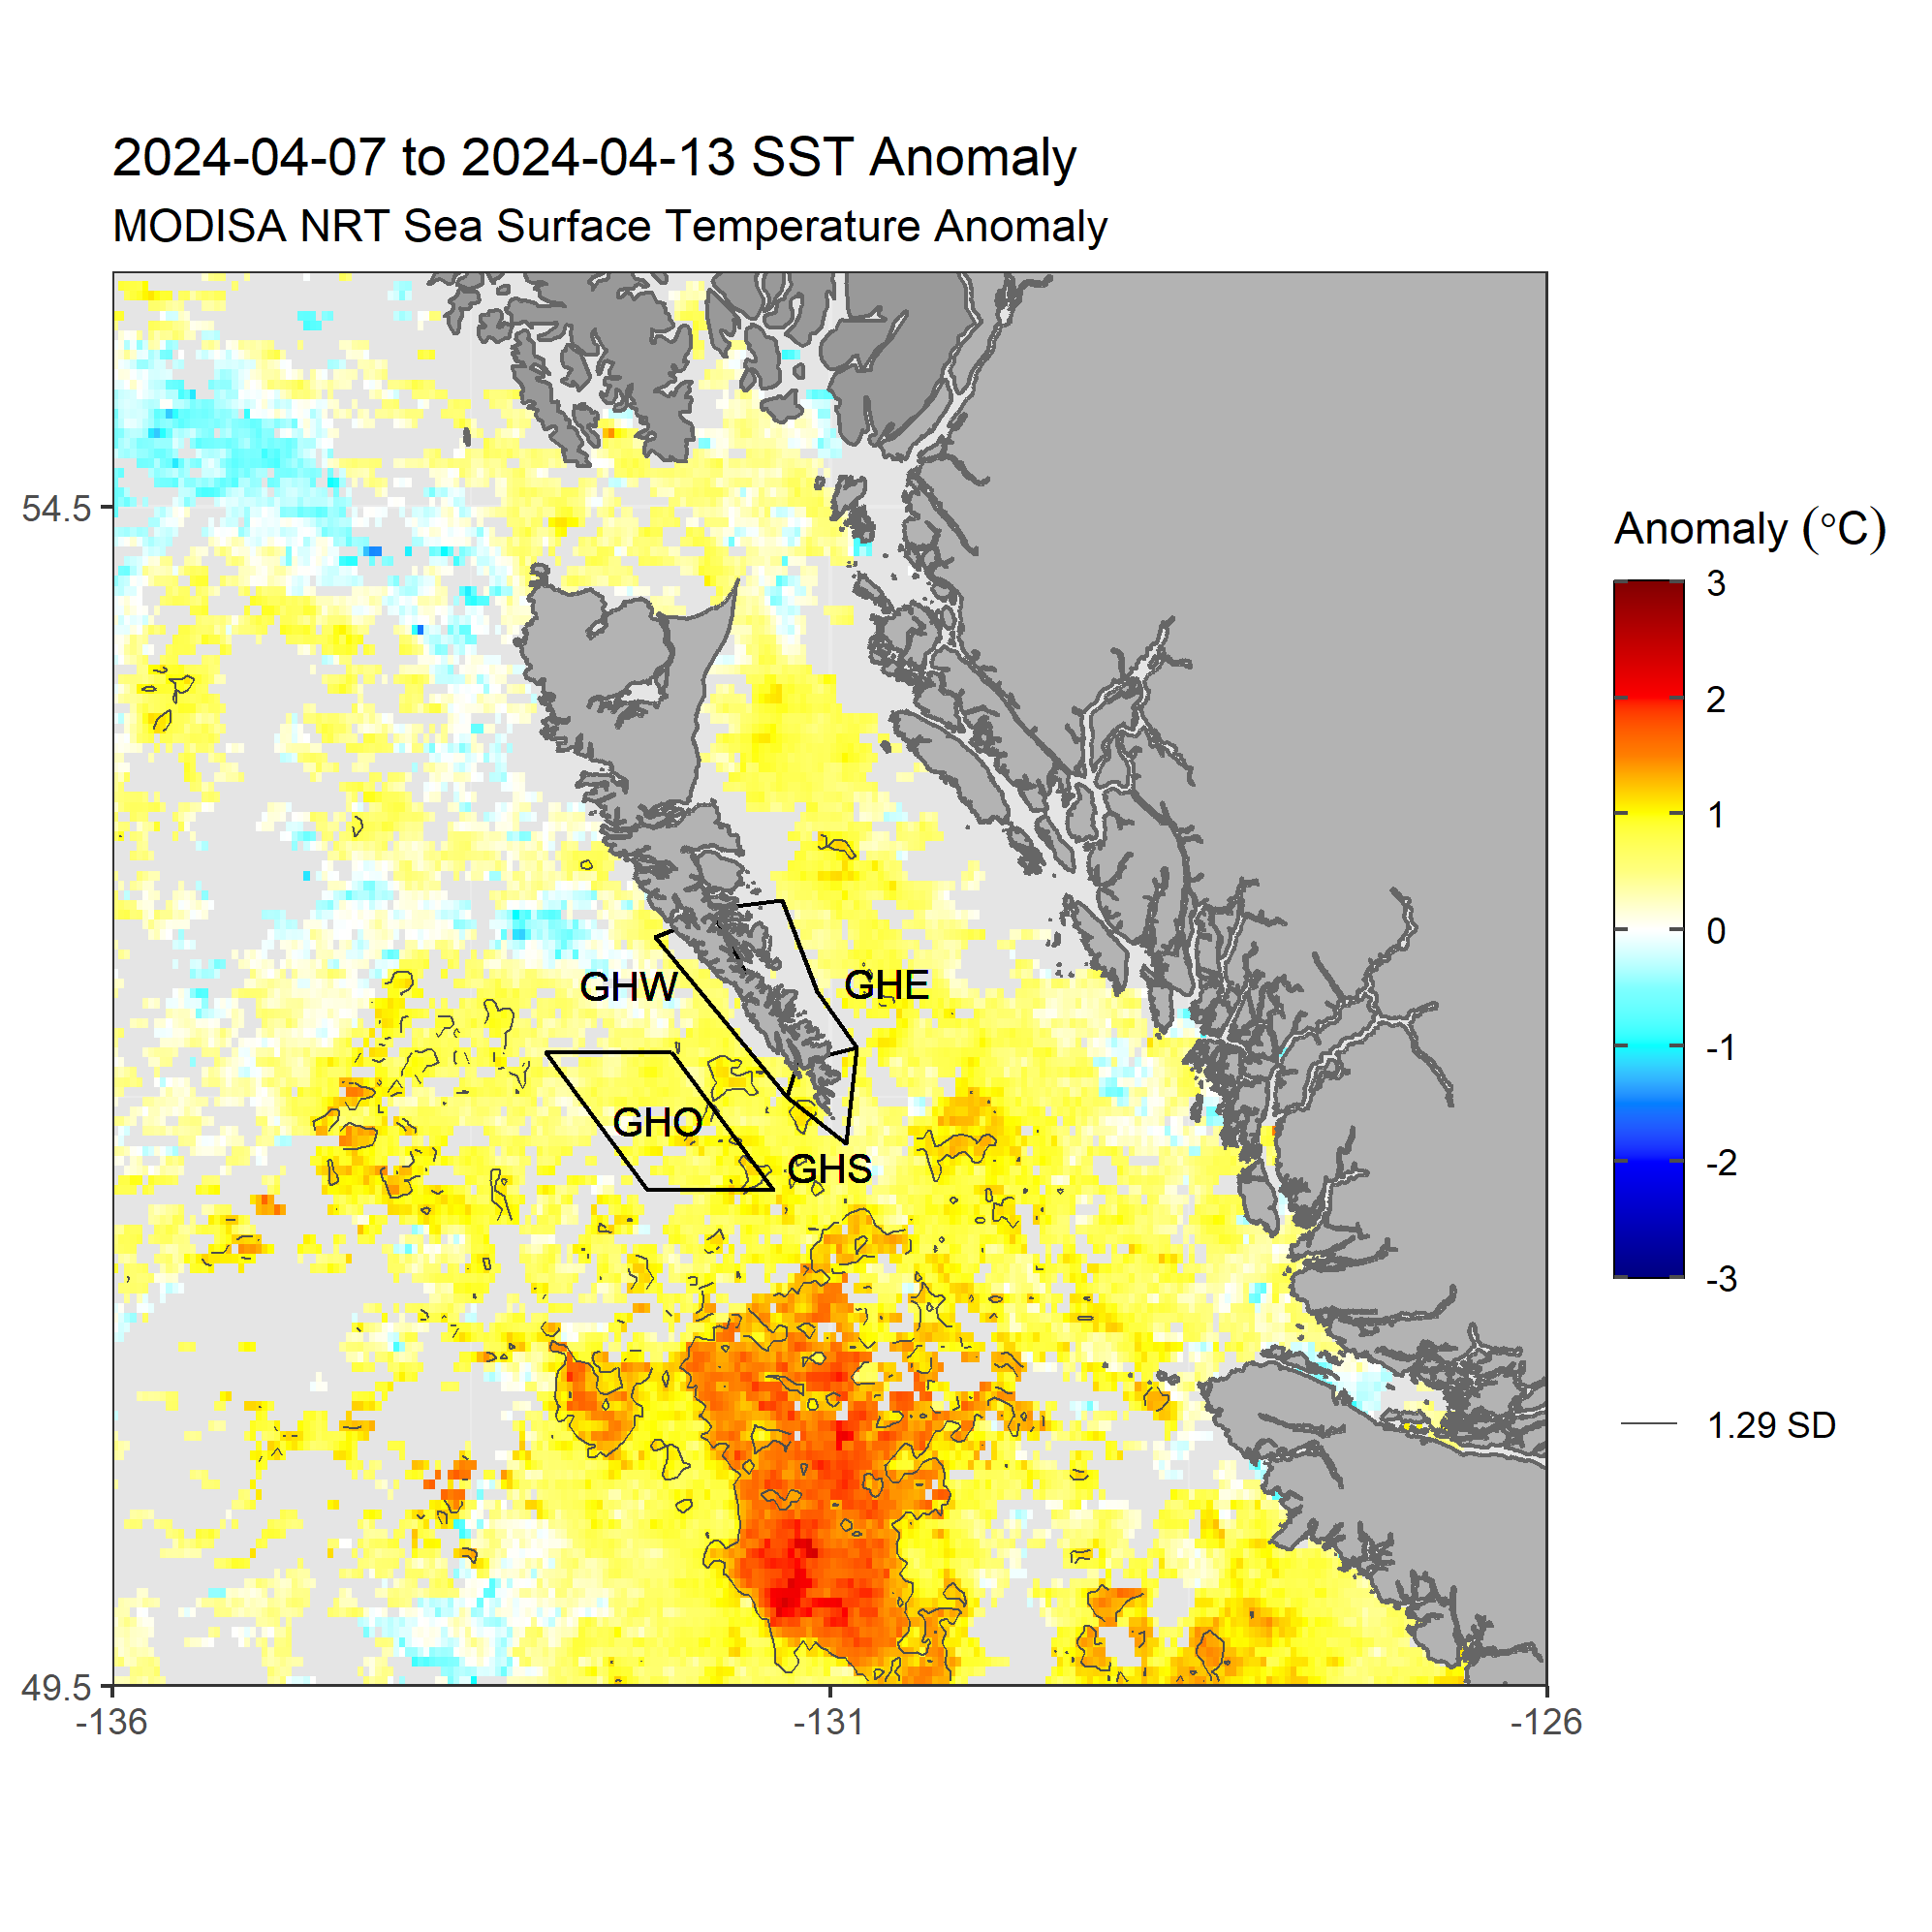 2024-04-07 to 2024-04-13 SST Anomaly
MODISA NRT Sea Surface Temperature Anomaly
54.5
49.5
-136
-131
-126
GHW
GHE
GHO
GHS
Anomaly (°C)
3
2
1
0
-1
-2
-3
1.29 SD